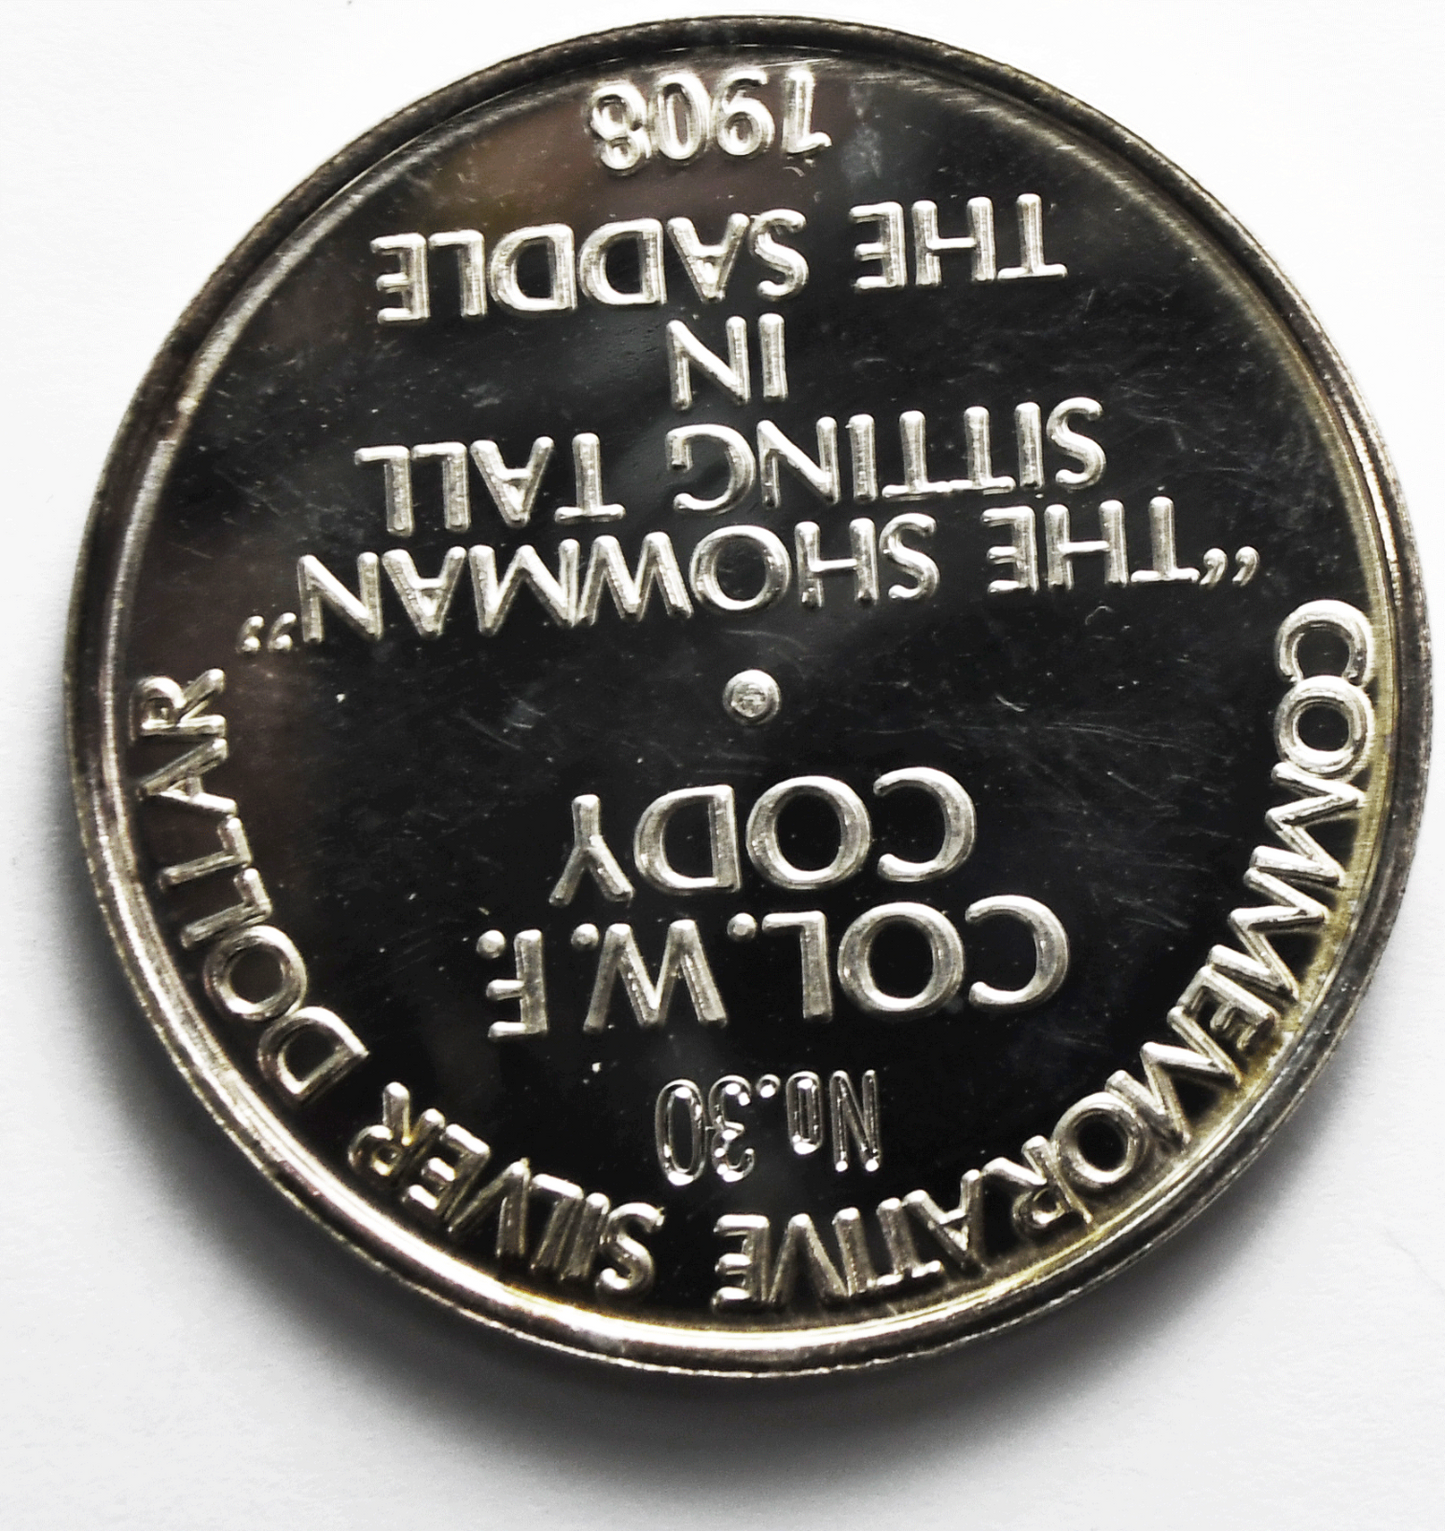 COMMEMORATIVE SILVER DOLLAR
No.30
COL. W. F.
CODY
"THE SHOWMAN"
SITTING TALL
IN
THE SADDLE
1908